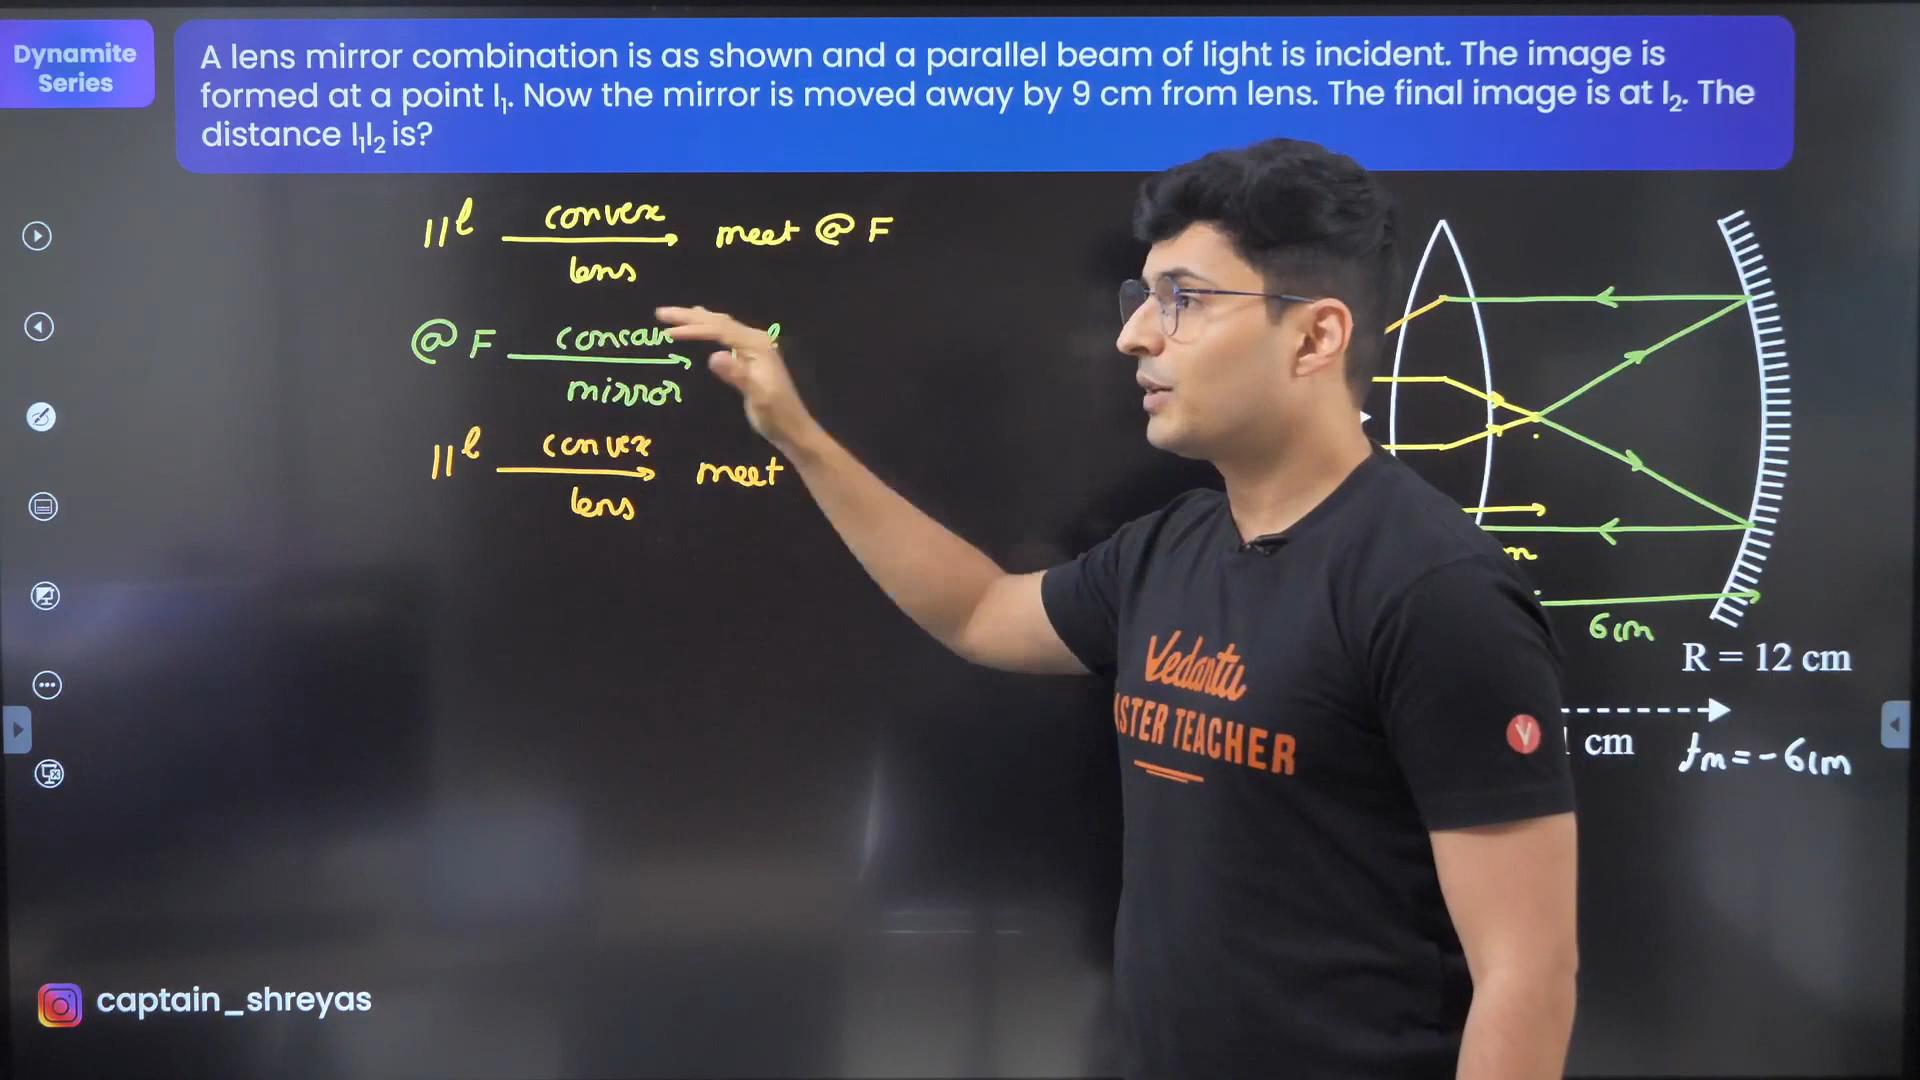 Dynamite
Series
A lens mirror combination is as shown and a parallel beam of light is incident. The image is
formed at a point I₁. Now the mirror is moved away by 9 cm from lens. The final image is at I₂. The
distance I₁I₂ is?
||ˡ convex lens meet @ F
@ F mirror
||ˡ convex lens meet
6cm
R = 12 cm
cm
fm = -6cm
Vedantu
TEACHER
V
captain_shreyas